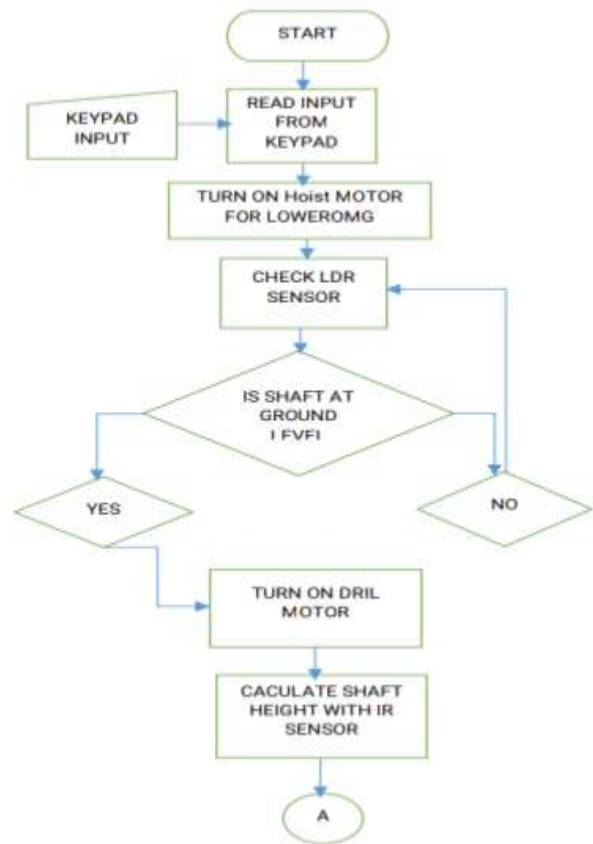 START
KEYPAD
INPUT
READ INPUT
FROM
KEYPAD
TURN ON Hoist MOTOR
FOR LOWEROMG
CHECK LDR
SENSOR
IS SHAFT AT
GROUND
LEVEL
YES
NO
TURN ON DRIL
MOTOR
CACULATE SHAFT
HEIGHT WITH IR
SENSOR
A